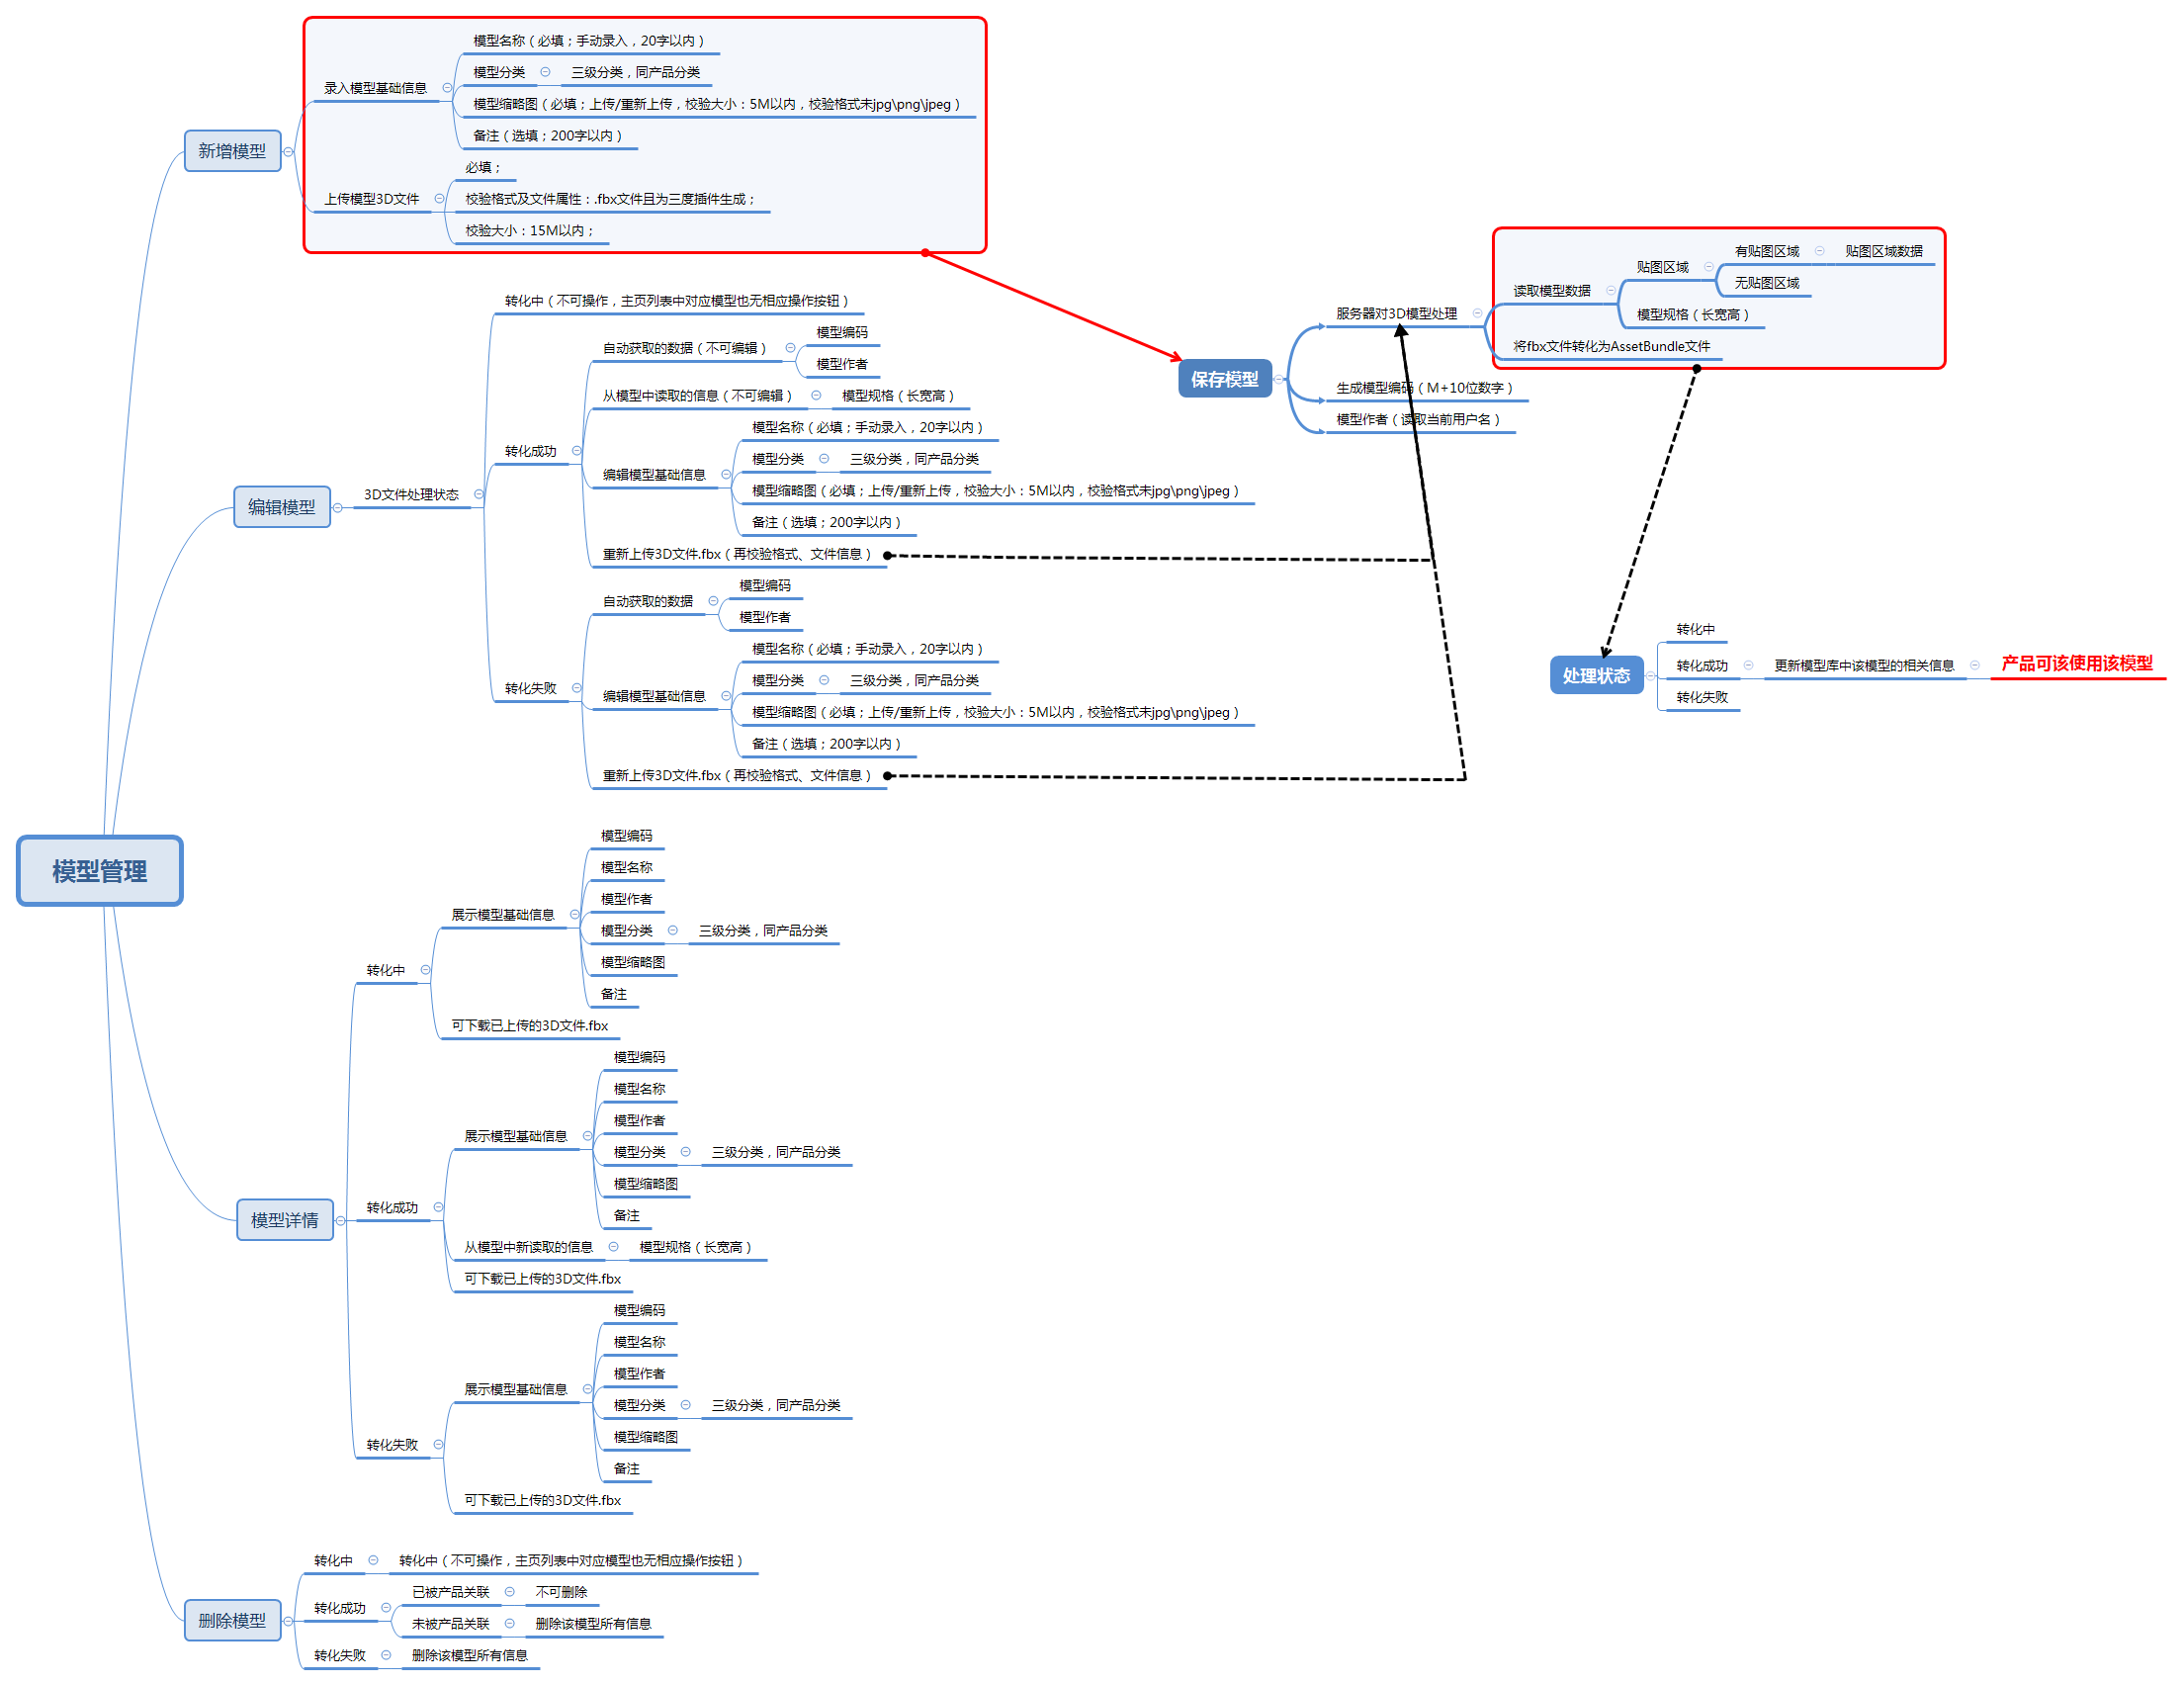 模型管理
新增模型
录入模型基础信息
模型名称（必填；手动录入，20字以内）
模型分类
三级分类，同产品分类
模型缩略图（必填；上传/重新上传，校验大小：5M以内，校验格式未jpg\png\jpeg）
备注（选填；200字以内）
上传模型3D文件
必填；
校验格式及文件属性：.fbx文件且为三度插件生成；
校验大小：15M以内；
编辑模型
3D文件处理状态
转化中（不可操作，主页列表中对应模型也无相应操作按钮）
转化成功
自动获取的数据（不可编辑）
模型编码
模型作者
从模型中读取的信息（不可编辑）
模型规格（长宽高）
编辑模型基础信息
模型名称（必填；手动录入，20字以内）
模型分类
三级分类，同产品分类
模型缩略图（必填；上传/重新上传，校验大小：5M以内，校验格式未jpg\png\jpeg）
备注（选填；200字以内）
重新上传3D文件.fbx（再校验格式、文件信息）
转化失败
自动获取的数据
模型编码
模型作者
编辑模型基础信息
模型名称（必填；手动录入，20字以内）
模型分类
三级分类，同产品分类
模型缩略图（必填；上传/重新上传，校验大小：5M以内，校验格式未jpg\png\jpeg）
备注（选填；200字以内）
重新上传3D文件.fbx（再校验格式、文件信息）
模型详情
转化中
展示模型基础信息
模型编码
模型名称
模型作者
模型分类
三级分类，同产品分类
模型缩略图
备注
可下载已上传的3D文件.fbx
转化成功
展示模型基础信息
模型编码
模型名称
模型作者
模型分类
三级分类，同产品分类
模型缩略图
备注
从模型中新读取的信息
模型规格（长宽高）
可下载已上传的3D文件.fbx
转化失败
展示模型基础信息
模型编码
模型名称
模型作者
模型分类
三级分类，同产品分类
模型缩略图
备注
可下载已上传的3D文件.fbx
删除模型
转化中
转化中（不可操作，主页列表中对应模型也无相应操作按钮）
转化成功
已被产品关联
不可删除
未被产品关联
删除该模型所有信息
转化失败
删除该模型所有信息
保存模型
服务器对3D模型处理
读取模型数据
贴图区域
有贴图区域
贴图区域数据
无贴图区域
模型规格（长宽高）
将fbx文件转化为AssetBundle文件
生成模型编码（M+10位数字）
模型作者（读取当前用户名）
处理状态
转化中
转化成功
更新模型库中该模型的相关信息
产品可该使用该模型
转化失败